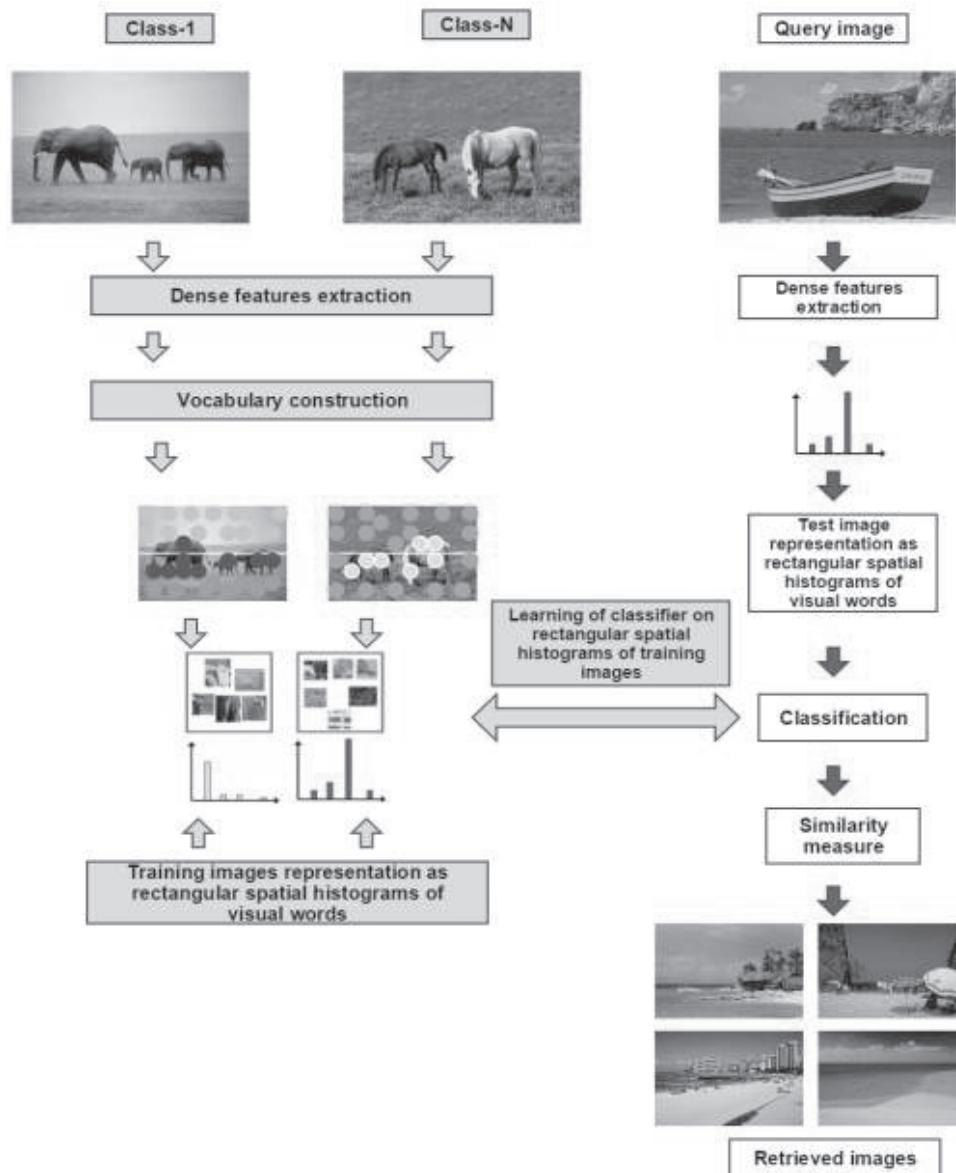 Class-1
Class-N
Query image
Dense features extraction
Dense features
extraction
Vocabulary construction
Test image
representation as
rectangular spatial
histograms of
visual words
Learning of classifier on
rectangular spatial
histograms of training
images
Classification
Similarity
measure
Training images representation as
rectangular spatial histograms of
visual words
Retrieved images